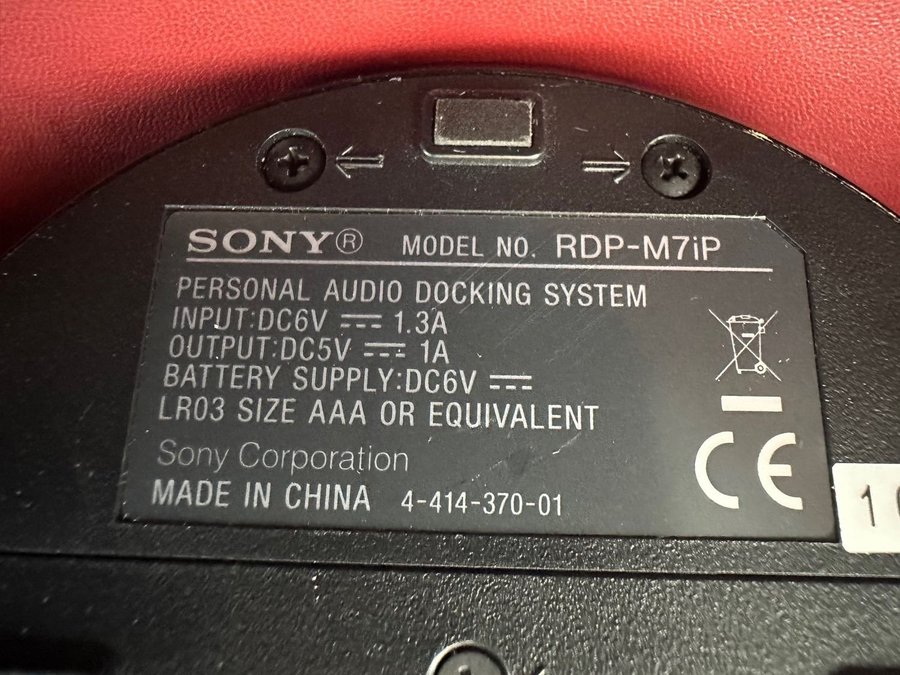 SONY® MODEL NO. RDP-M7iP
PERSONAL AUDIO DOCKING SYSTEM
INPUT:DC6V ⎓ 1.3A
OUTPUT:DC5V ⎓ 1A
BATTERY SUPPLY:DC6V ⎓
LR03 SIZE AAA OR EQUIVALENT
Sony Corporation
CE
MADE IN CHINA 4-414-370-01